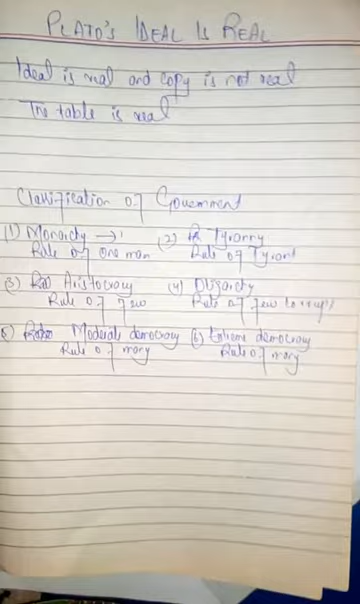 PLATO'S IDEAL IS REAL
Ideal is real and copy is not real
The table is real
Classification of Government
(1) Monarchy → (2) Tyranny
Rule of one man Rule of Tyrant
(3) Aristocracy (4) Oligarchy
Rule of few Rule of few corrupt
(5) Moderate democracy (6) Extreme democracy
Rule of many Rule of many